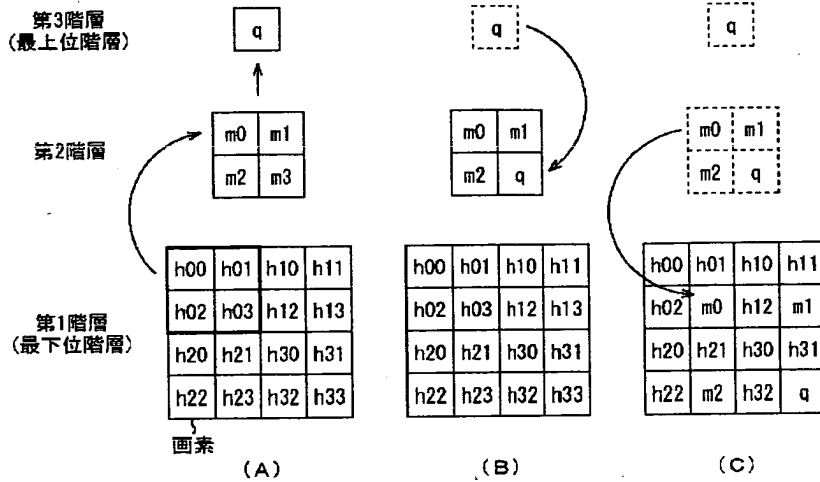 第3階層
(最上位階層)
q
q
q
第2階層
m0 m1
m2 m3
m0 m1
m2 q
m0 m1
m2 q
第1階層
(最下位階層)
h00 h01 h10 h11
h02 h03 h12 h13
h20 h21 h30 h31
h22 h23 h32 h33
画素
h00 h01 h10 h11
h02 h03 h12 h13
h20 h21 h30 h31
h22 h23 h32 h33
h00 h01 h10 h11
h02 m0 h12 m1
h20 h21 h30 h31
h22 m2 h32 q
(A)
(B)
(C)